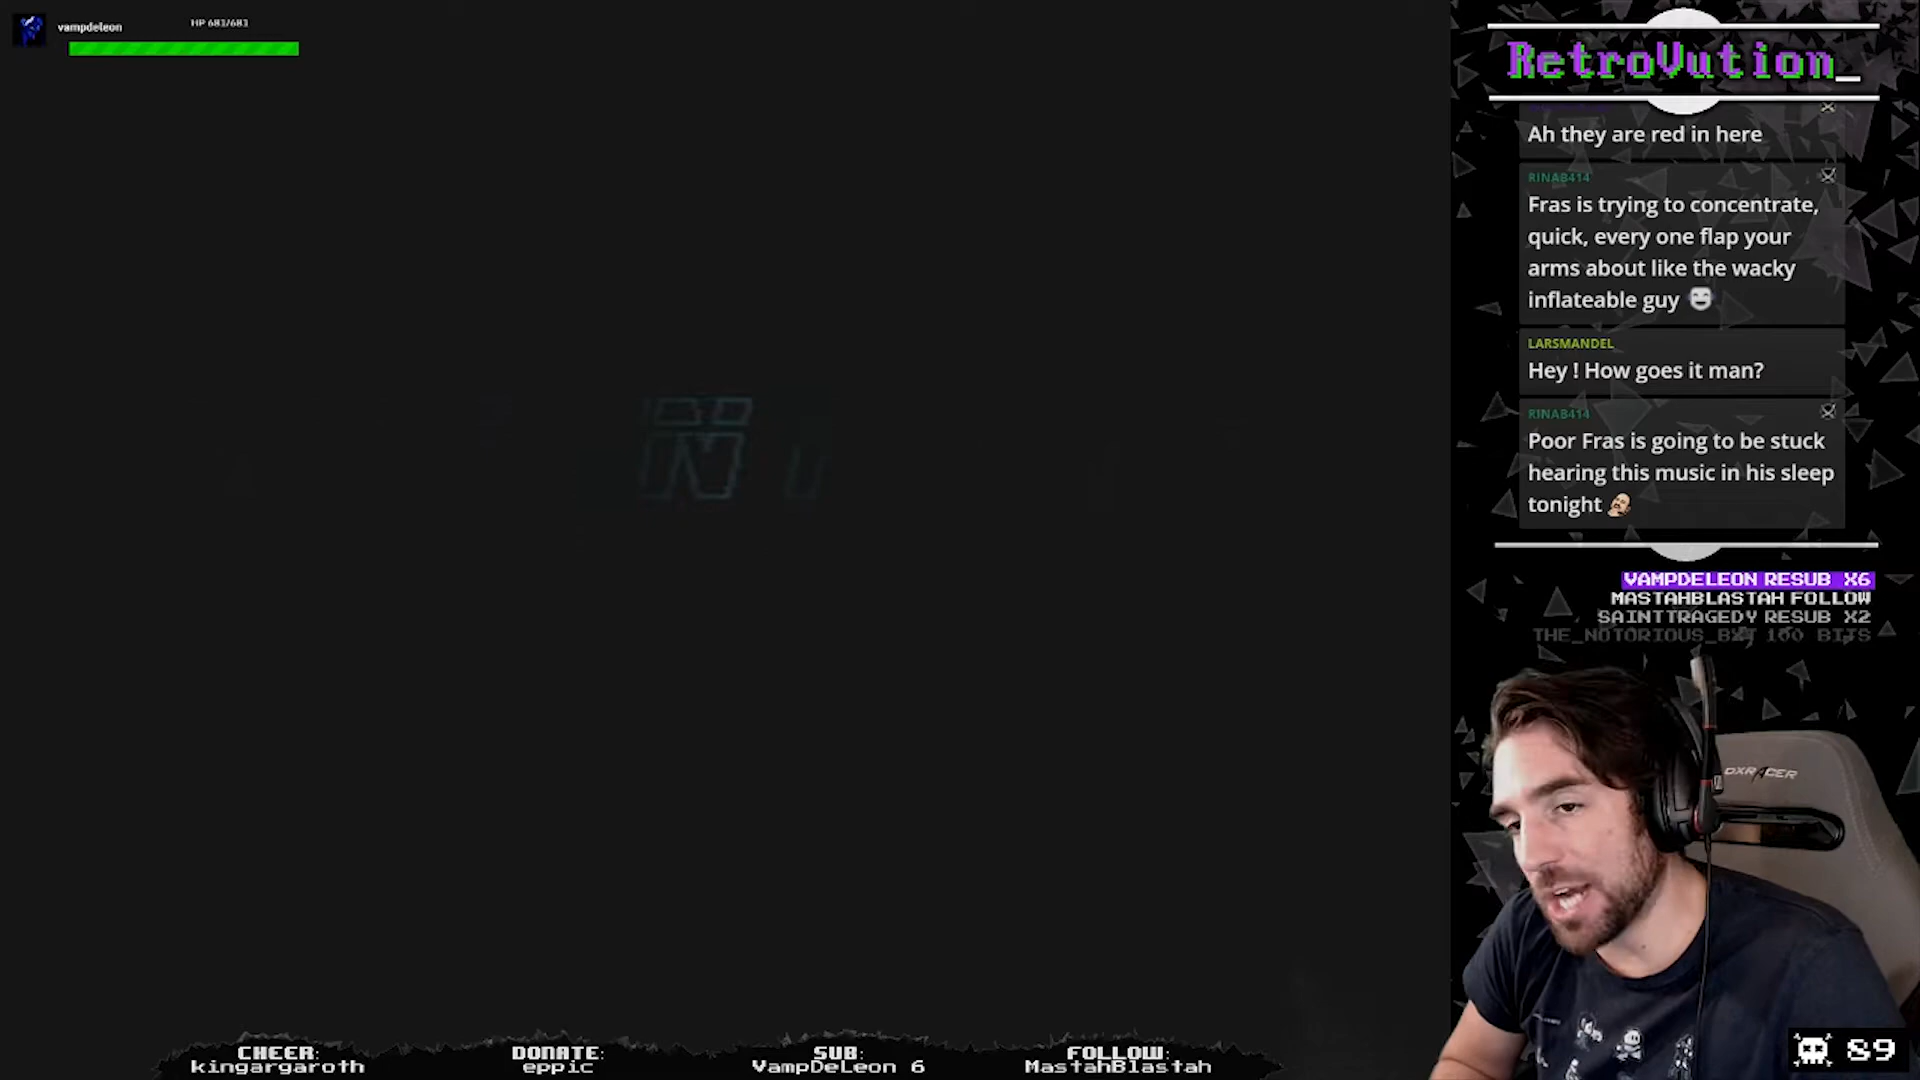 vampdeleon HP 681/681
RetroVution_
Ah they are red in here
RINAB414
Fras is trying to concentrate,
quick, every one flap your
arms about like the wacky
inflateable guy
LARSMANDEL
Hey ! How goes it man?
RINAB414
Poor Fras is going to be stuck
hearing this music in his sleep
tonight
VAMPDELEON RESUB X6
MASTAHBLASTAH FOLLOW
SAINTTRAGEDY RESUB X2
THE_NOTORIOUS_BXT 100 BITS
DXRACER
CHEER:
kingargaroth
DONATE:
eppic
SUB:
VampDeLeon 6
FOLLOW:
MastahBlastah
89